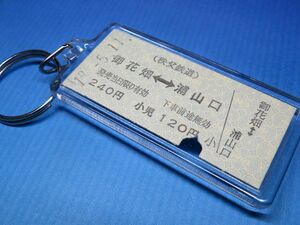 (秩父鉄道)
御花畑⟷浦山口
発売当日限り有効 下車前途無効
240円 小児120円
御花畑
⟷
浦山口
小